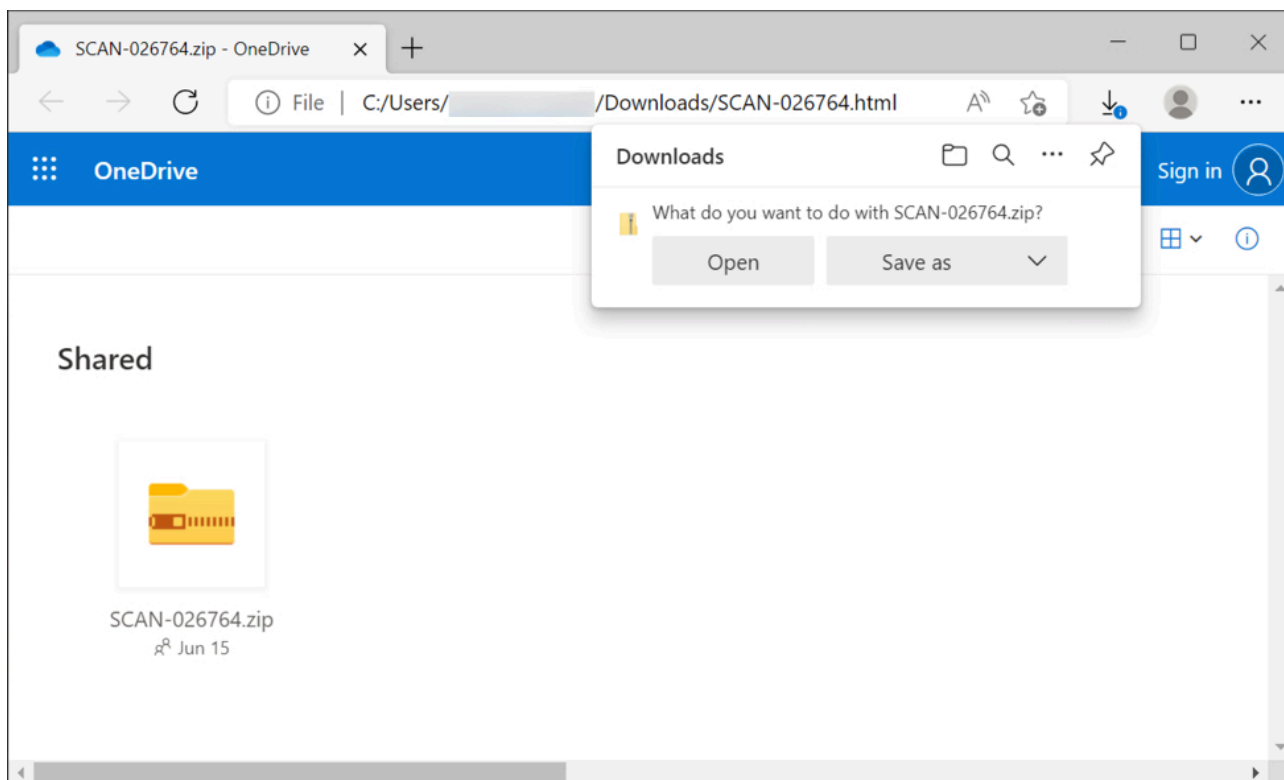 SCAN-026764.zip - OneDrive
File | C:/Users/ /Downloads/SCAN-026764.html
OneDrive
Downloads
Sign in
What do you want to do with SCAN-026764.zip?
Open
Save as
Shared
SCAN-026764.zip
Jun 15